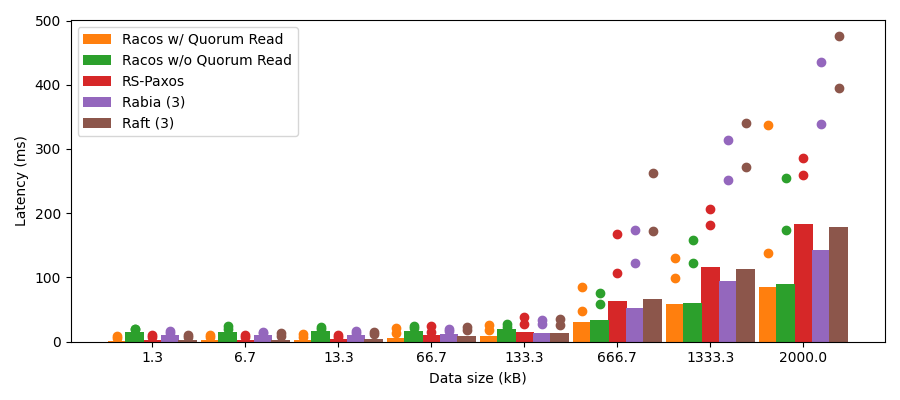 500
400
300
200
100
0
Latency (ms)
Racos w/ Quorum Read
Racos w/o Quorum Read
RS-Paxos
Rabia (3)
Raft (3)
1.3 6.7 13.3 66.7 133.3 666.7 1333.3 2000.0
Data size (kB)